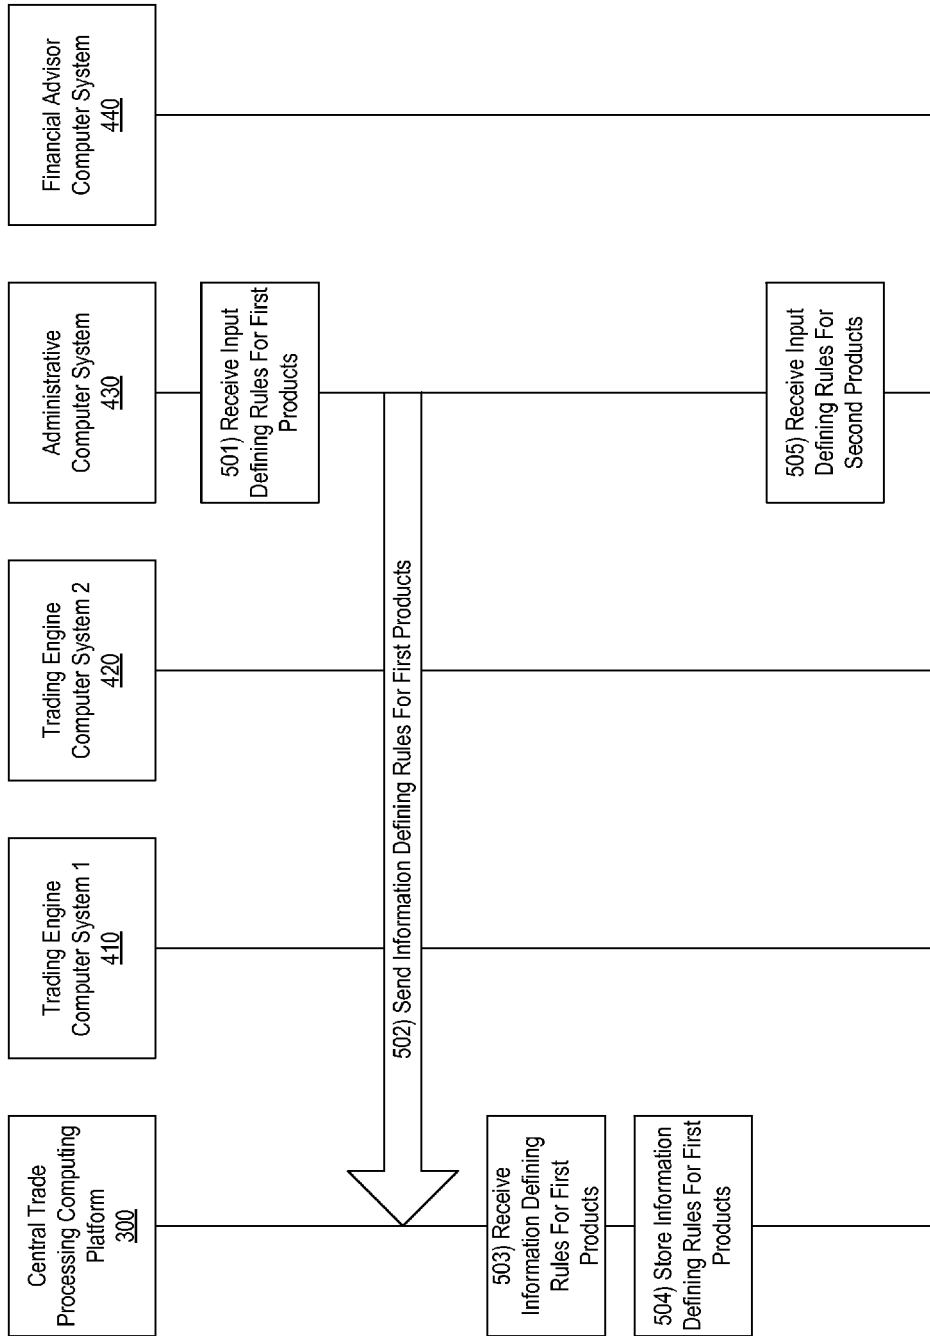 Central Trade
Processing Computing
Platform
300
Trading Engine
Computer System 1
410
Trading Engine
Computer System 2
420
Administrative
Computer System
430
Financial Advisor
Computer System
440
501) Receive Input
Defining Rules For First
Products
502) Send Information Defining Rules For First Products
503) Receive
Information Defining
Rules For First
Products
504) Store Information
Defining Rules For First
Products
505) Receive Input
Defining Rules For
Second Products